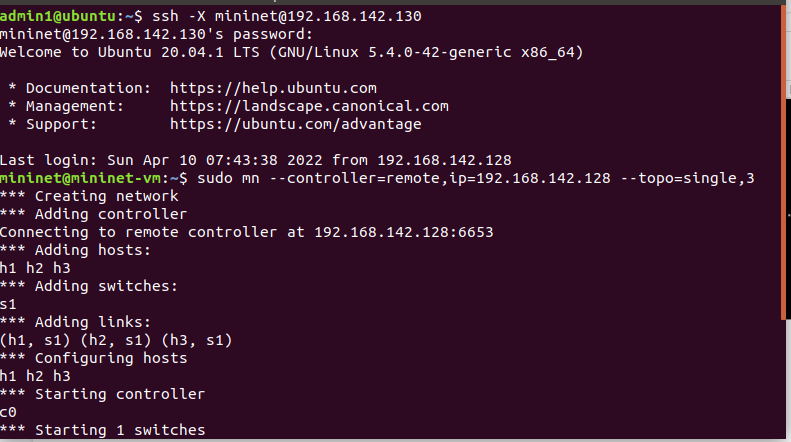 admin1@ubuntu:~$ ssh -X mininet@192.168.142.130
mininet@192.168.142.130's password:
Welcome to Ubuntu 20.04.1 LTS (GNU/Linux 5.4.0-42-generic x86_64)
* Documentation:  https://help.ubuntu.com
* Management:     https://landscape.canonical.com
* Support:        https://ubuntu.com/advantage
Last login: Sun Apr 10 07:43:38 2022 from 192.168.142.128
mininet@mininet-vm:~$ sudo mn --controller=remote,ip=192.168.142.128 --topo=single,3
*** Creating network
*** Adding controller
Connecting to remote controller at 192.168.142.128:6653
*** Adding hosts:
h1 h2 h3
*** Adding switches:
s1
*** Adding links:
(h1, s1) (h2, s1) (h3, s1)
*** Configuring hosts
h1 h2 h3
*** Starting controller
c0
*** Starting 1 switches